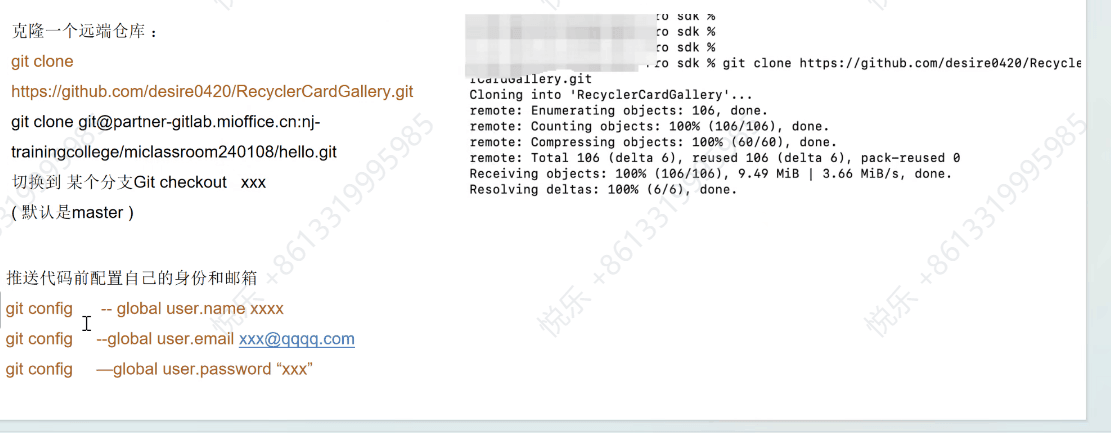 克隆一个远端仓库：
git clone
https://github.com/desire0420/RecyclerCardGallery.git
git clone git@partner-gitlab.mioffice.cn:nj-
trainingcollege/miclassroom240108/hello.git
切换到 某个分支Git checkout xxx
( 默认是master )
推送代码前配置自己的身份和邮箱
git config -- global user.name xxxx
git config --global user.email xxx@qqqq.com
git config —global user.password “xxx”
ro sdk %
ro sdk %
ro sdk %
ro sdk % git clone https://github.com/desire0420/Recycle
rCardGallery.git
Cloning into 'RecyclerCardGallery'...
remote: Enumerating objects: 106, done.
remote: Counting objects: 100% (106/106), done.
remote: Compressing objects: 100% (60/60), done.
remote: Total 106 (delta 6), reused 106 (delta 6), pack-reused 0
Receiving objects: 100% (106/106), 9.49 MiB | 3.66 MiB/s, done.
Resolving deltas: 100% (6/6), done.
悦乐 +8613319995985
悦乐 +8613319995985
悦乐 +8613319995985